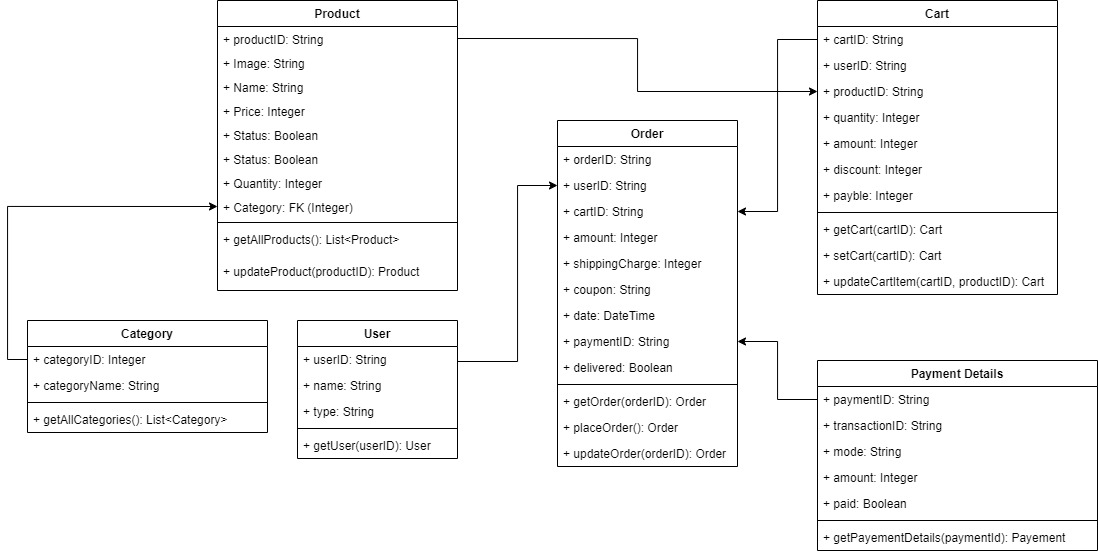 Product
+ productID: String
+ Image: String
+ Name: String
+ Price: Integer
+ Status: Boolean
+ Status: Boolean
+ Quantity: Integer
+ Category: FK (Integer)
+ getAllProducts(): List<Product>
+ updateProduct(productID): Product
Cart
+ cartID: String
+ userID: String
+ productID: String
+ quantity: Integer
+ amount: Integer
+ discount: Integer
+ payble: Integer
+ getCart(cartID): Cart
+ setCart(cartID): Cart
+ updateCartItem(cartID, productID): Cart
Order
+ orderID: String
+ userID: String
+ cartID: String
+ amount: Integer
+ shippingCharge: Integer
+ coupon: String
+ date: DateTime
+ paymentID: String
+ delivered: Boolean
+ getOrder(orderID): Order
+ placeOrder(): Order
+ updateOrder(orderID): Order
Category
+ categoryID: Integer
+ categoryName: String
+ getAllCategories(): List<Category>
User
+ userID: String
+ name: String
+ type: String
+ getUser(userID): User
Payment Details
+ paymentID: String
+ transactionID: String
+ mode: String
+ amount: Integer
+ paid: Boolean
+ getPayementDetails(paymentId): Payement